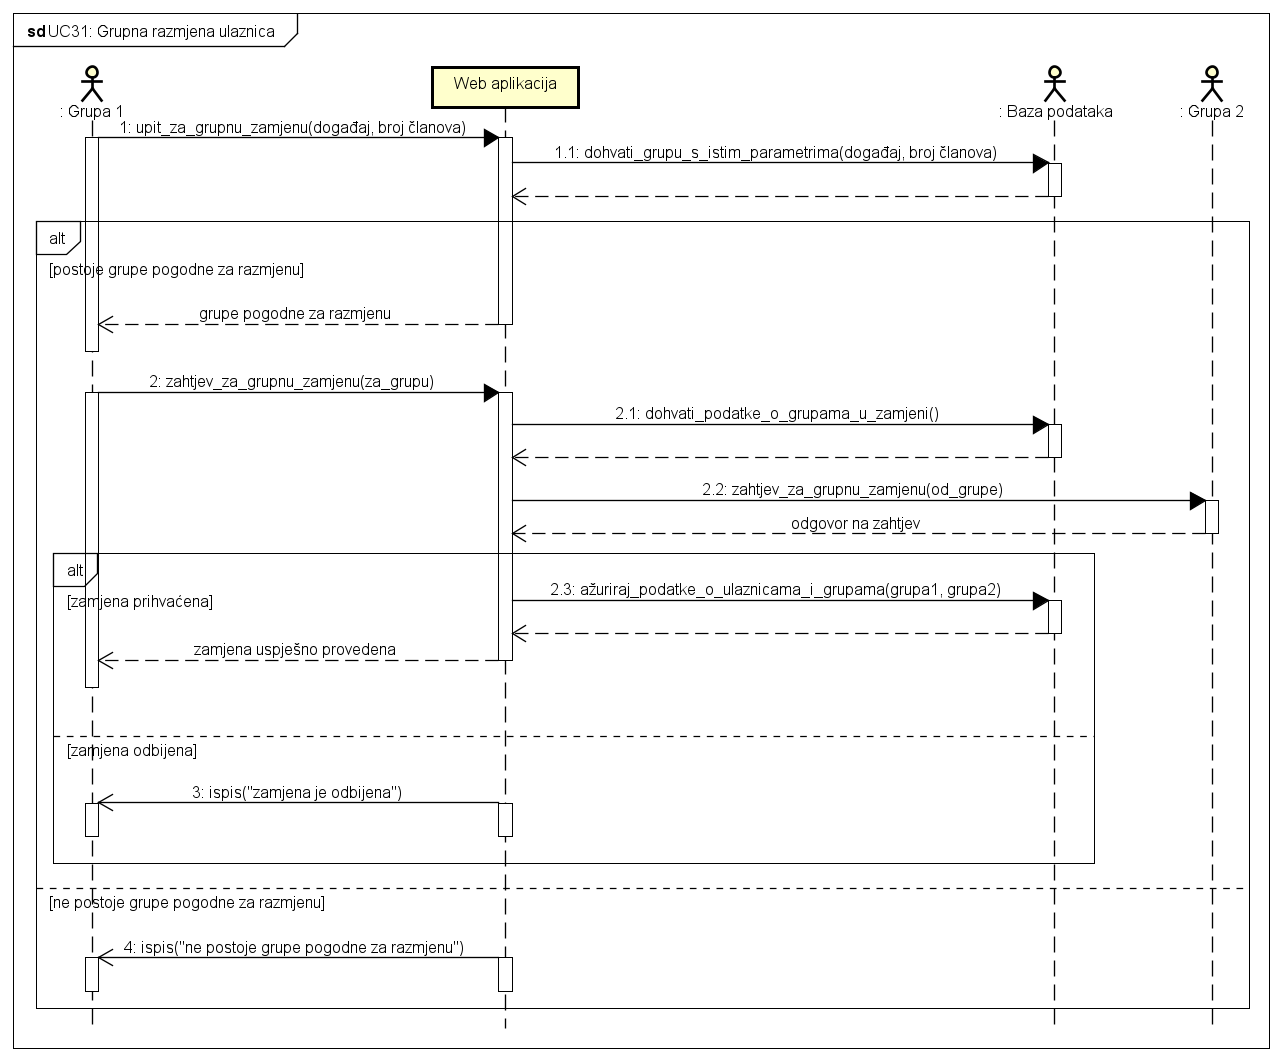 sd UC31: Grupna razmjena ulaznica
: Grupa 1
Web aplikacija
: Baza podataka
: Grupa 2
1: upit_za_grupnu_zamjenu(događaj, broj članova)
1.1: dohvati_grupu_s_istim_parametrima(događaj, broj članova)
alt
[postoje grupe pogodne za razmjenu]
grupe pogodne za razmjenu
2: zahtjev_za_grupnu_zamjenu(za_grupu)
2.1: dohvati_podatke_o_grupama_u_zamjeni()
2.2: zahtjev_za_grupnu_zamjenu(od_grupe)
odgovor na zahtjev
alt
[zamjena prihvaćena]
2.3: ažuriraj_podatke_o_ulaznicama_i_grupama(grupa1, grupa2)
zamjena uspješno provedena
[zamjena odbijena]
3: ispis("zamjena je odbijena")
[ne postoje grupe pogodne za razmjenu]
4: ispis("ne postoje grupe pogodne za razmjenu")